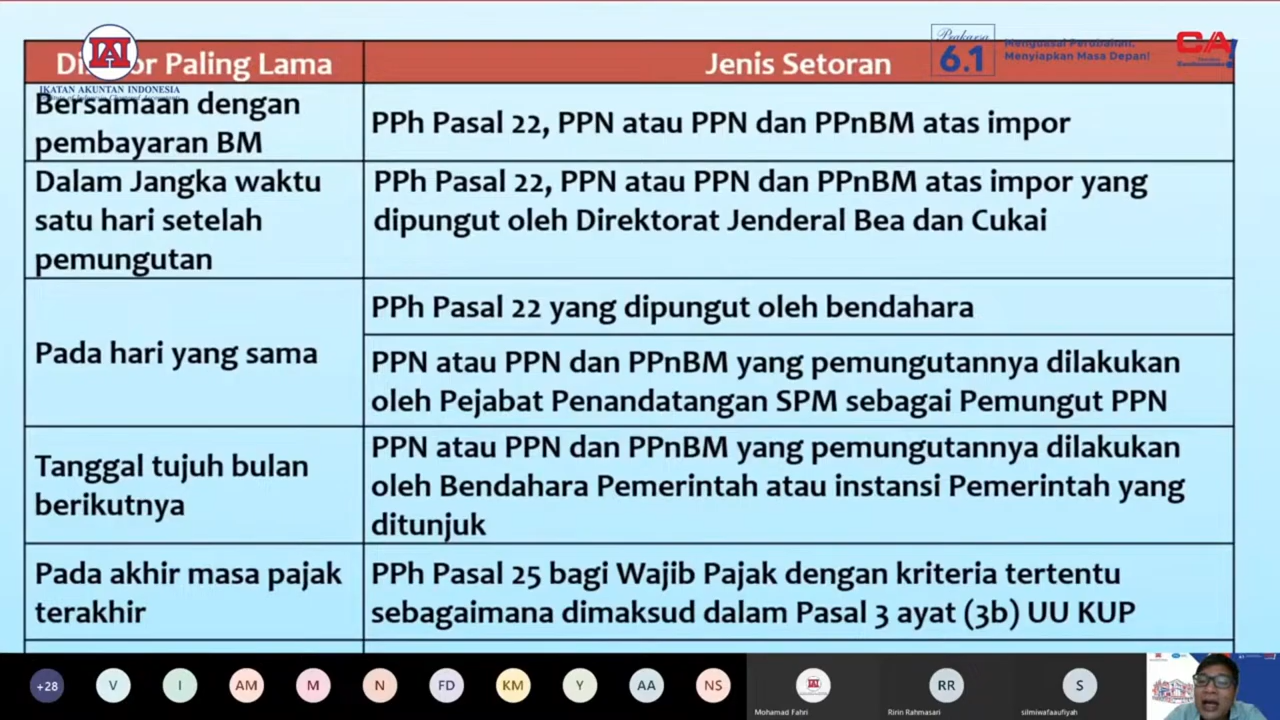 IAI
IKATAN AKUNTAN INDONESIA
Prakarsa
6.1
Menguasai Perubahan,
Menyiapkan Masa Depan!
CA
Paling Lama
Jenis Setoran
Bersamaan dengan
pembayaran BM
PPh Pasal 22, PPN atau PPN dan PPnBM atas impor
Dalam Jangka waktu
satu hari setelah
pemungutan
PPh Pasal 22, PPN atau PPN dan PPnBM atas impor yang
dipungut oleh Direktorat Jenderal Bea dan Cukai
Pada hari yang sama
PPh Pasal 22 yang dipungut oleh bendahara
PPN atau PPN dan PPnBM yang pemungutannya dilakukan
oleh Pejabat Penandatangan SPM sebagai Pemungut PPN
Tanggal tujuh bulan
berikutnya
PPN atau PPN dan PPnBM yang pemungutannya dilakukan
oleh Bendahara Pemerintah atau instansi Pemerintah yang
ditunjuk
Pada akhir masa pajak
terakhir
PPh Pasal 25 bagi Wajib Pajak dengan kriteria tertentu
sebagaimana dimaksud dalam Pasal 3 ayat (3b) UU KUP
+28
V
I
AM
M
N
FD
KM
Y
AA
NS
RR
S
Mohamad Fahri
Ririn Rahmasari
silmiwafaaufiyah